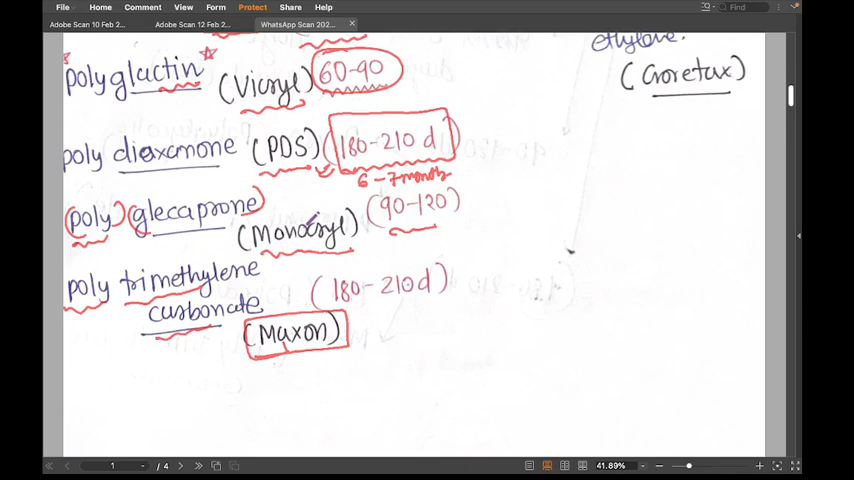 File Home Comment View Form Protect Share Help Find
Adobe Scan 10 Feb 2... Adobe Scan 12 Feb 2... WhatsApp Scan 202...
ethylene.
(Goretax)
polyglactin (Vicryl) 60-90
poly diaxamone (PDS) (180-210 d)
6-7 months
(poly) (glecaprone) (Monocryl) (90-120)
poly trimethylene carbonate (180-210d)
(Maxon)
1 / 4 41.89%